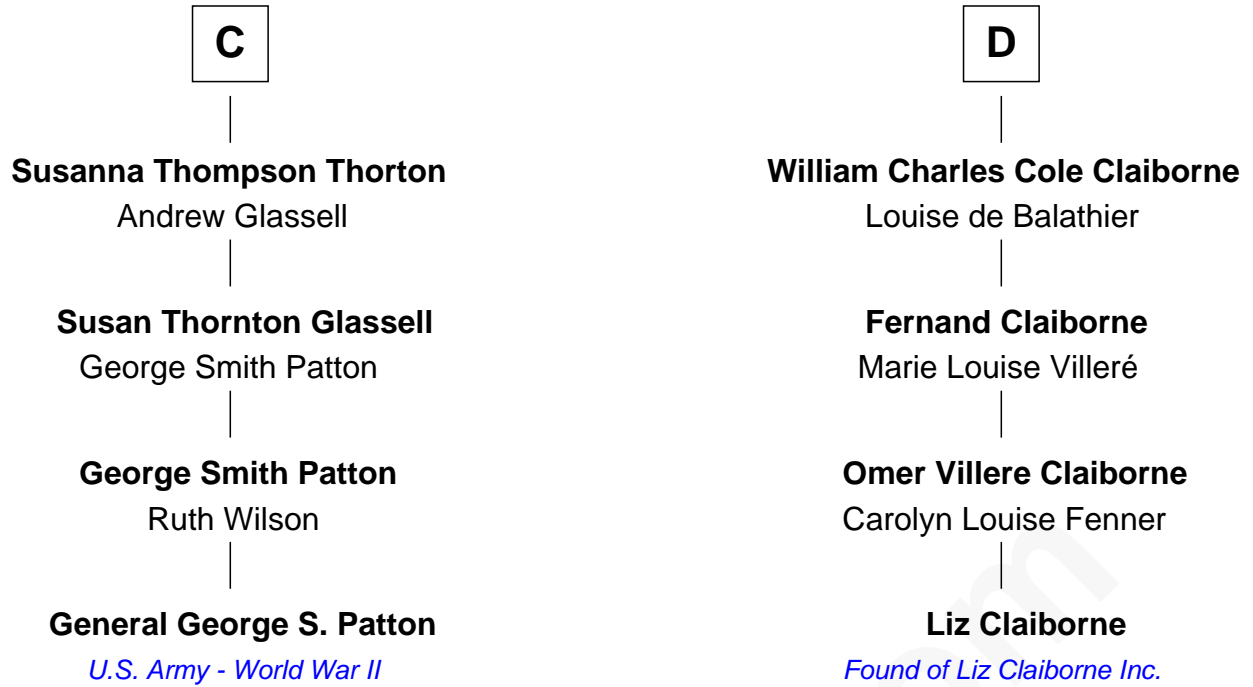 C
Susanna Thompson Thorton
Andrew Glassell
Susan Thornton Glassell
George Smith Patton
George Smith Patton
Ruth Wilson
General George S. Patton
U.S. Army - World War II
D
William Charles Cole Claiborne
Louise de Balathier
Fernand Claiborne
Marie Louise Villeré
Omer Villere Claiborne
Carolyn Louise Fenner
Liz Claiborne
Found of Liz Claiborne Inc.